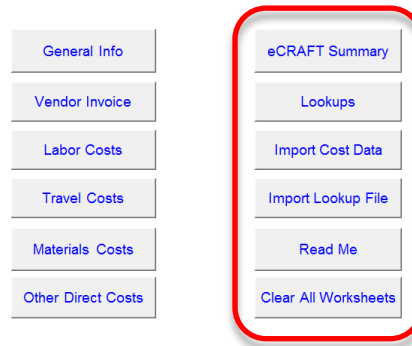 General Info
Vendor Invoice
Labor Costs
Travel Costs
Materials Costs
Other Direct Costs
eCRAFT Summary
Lookups
Import Cost Data
Import Lookup File
Read Me
Clear All Worksheets